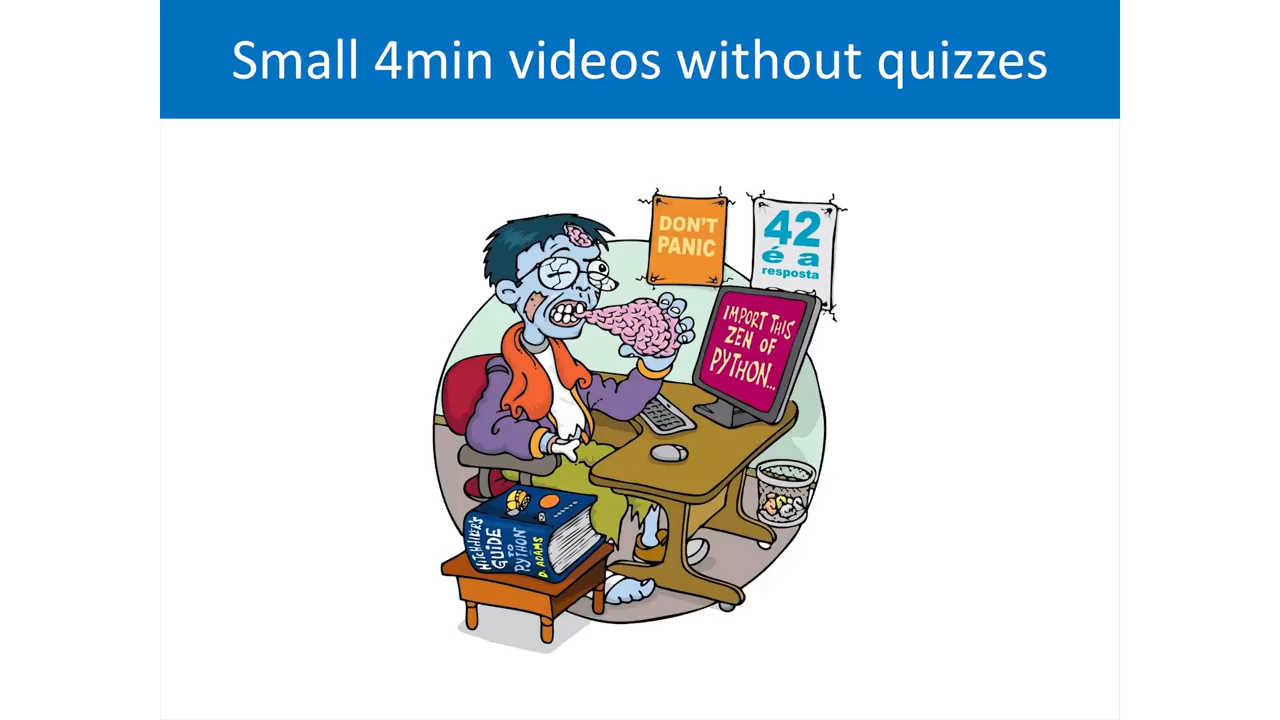 Small 4min videos without quizzes
DON'T
PANIC
42
é a
resposta
IMPORT THIS
ZEN OF
PYTHON...
HITCHHIKER'S
GUIDE
TO
PYTHON
D. ADAMS